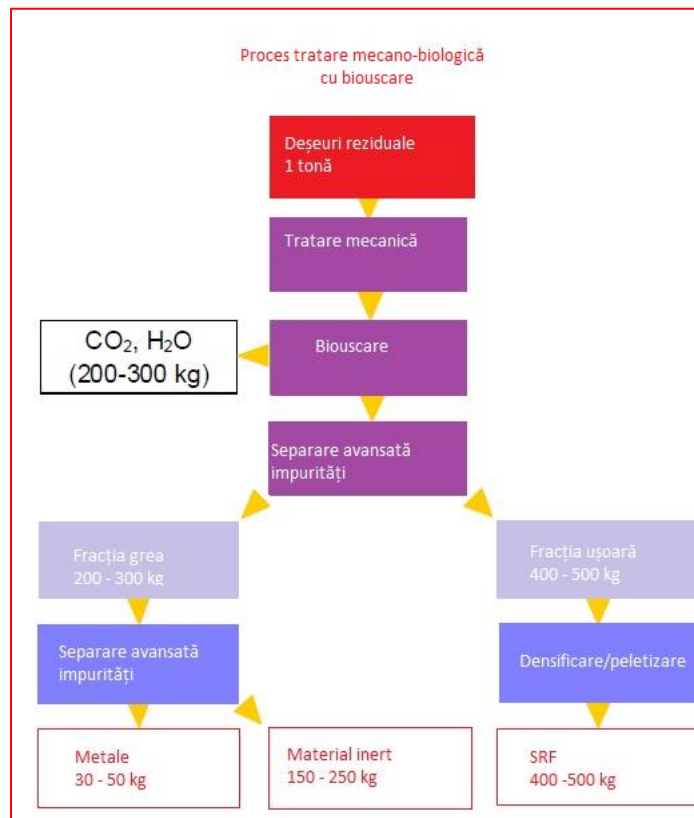 Proces tratare mecano-biologică
cu biouscare
Deșeuri reziduale
1 tonă
Tratare mecanică
Biouscare
CO₂, H₂O
(200-300 kg)
Separare avansată
impurități
Fracția grea
200 - 300 kg
Fracția ușoară
400 - 500 kg
Separare avansată
impurități
Densificare/peletizare
Metale
30 - 50 kg
Material inert
150 - 250 kg
SRF
400 -500 kg